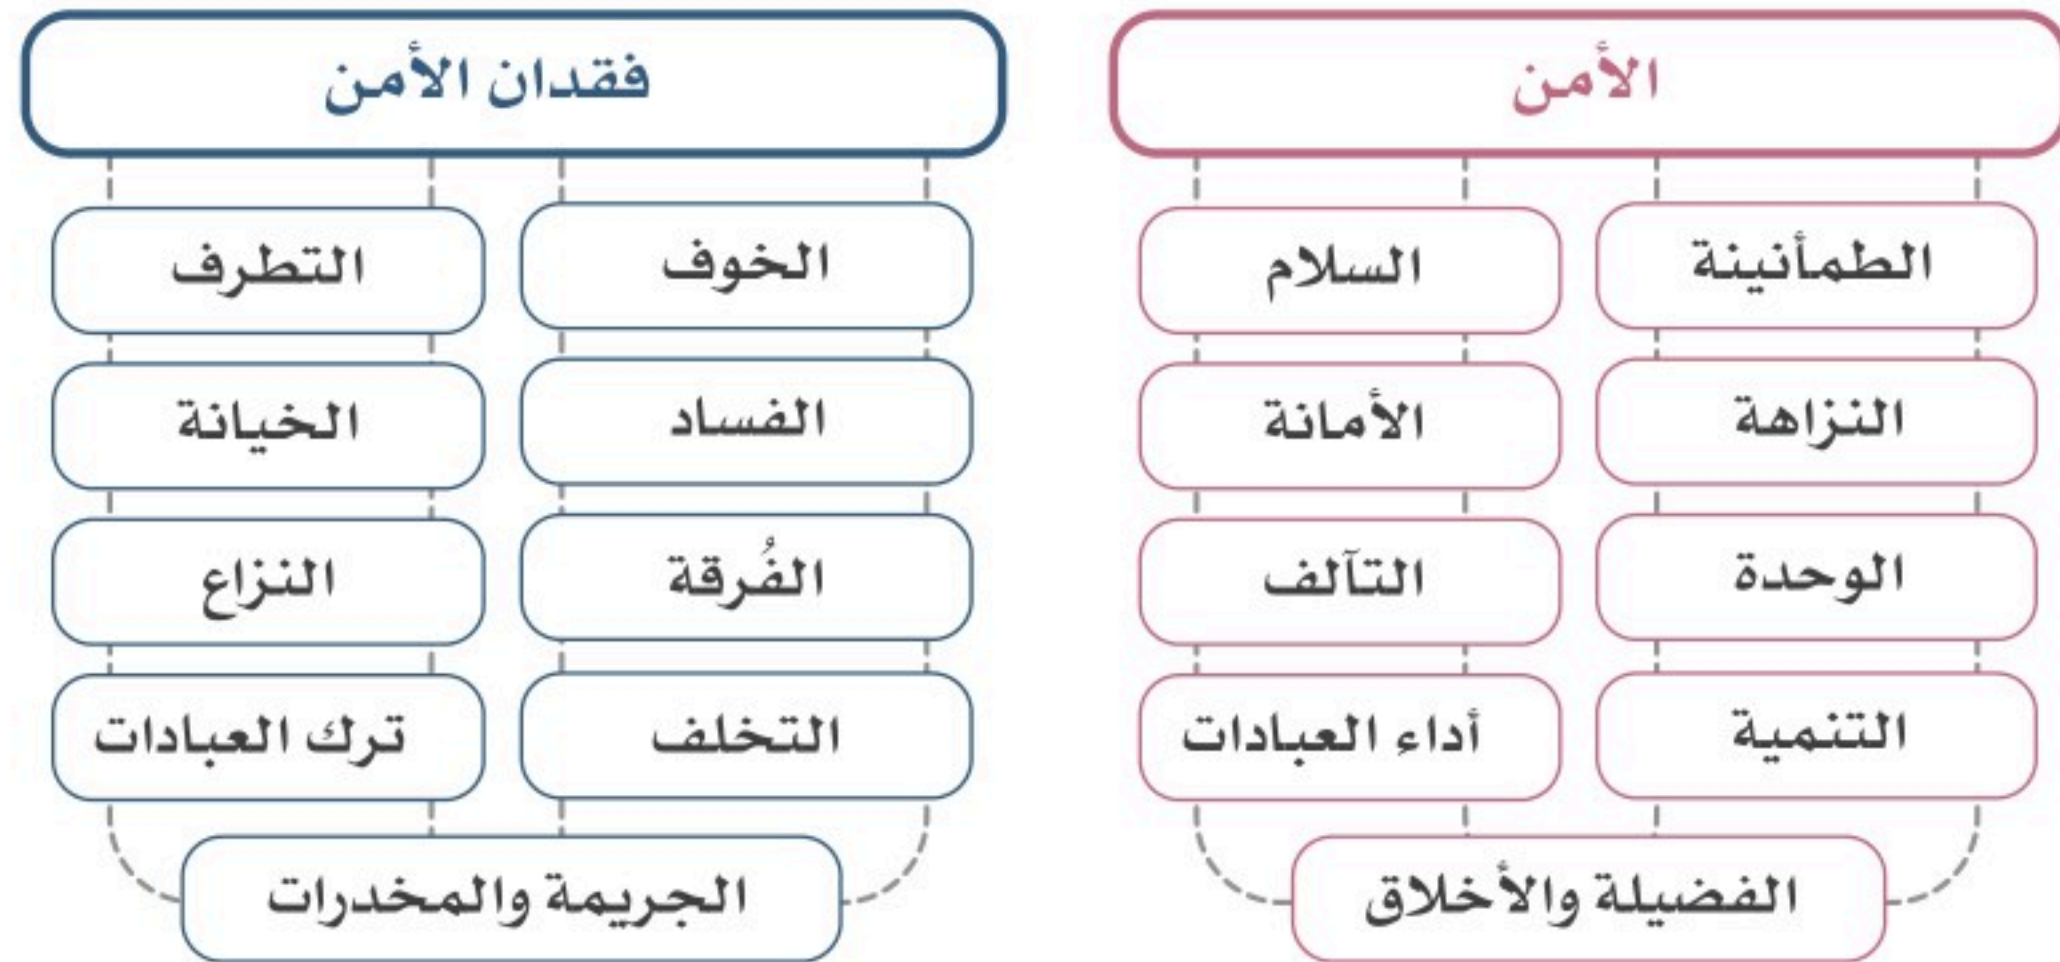 الأمن
الطمأنينة
السلام
النزاهة
الأمانة
الوحدة
التآلف
التنمية
أداء العبادات
الفضيلة والأخلاق
فقدان الأمن
الخوف
التطرف
الفساد
الخيانة
الفُرقة
النزاع
التخلف
ترك العبادات
الجريمة والمخدرات